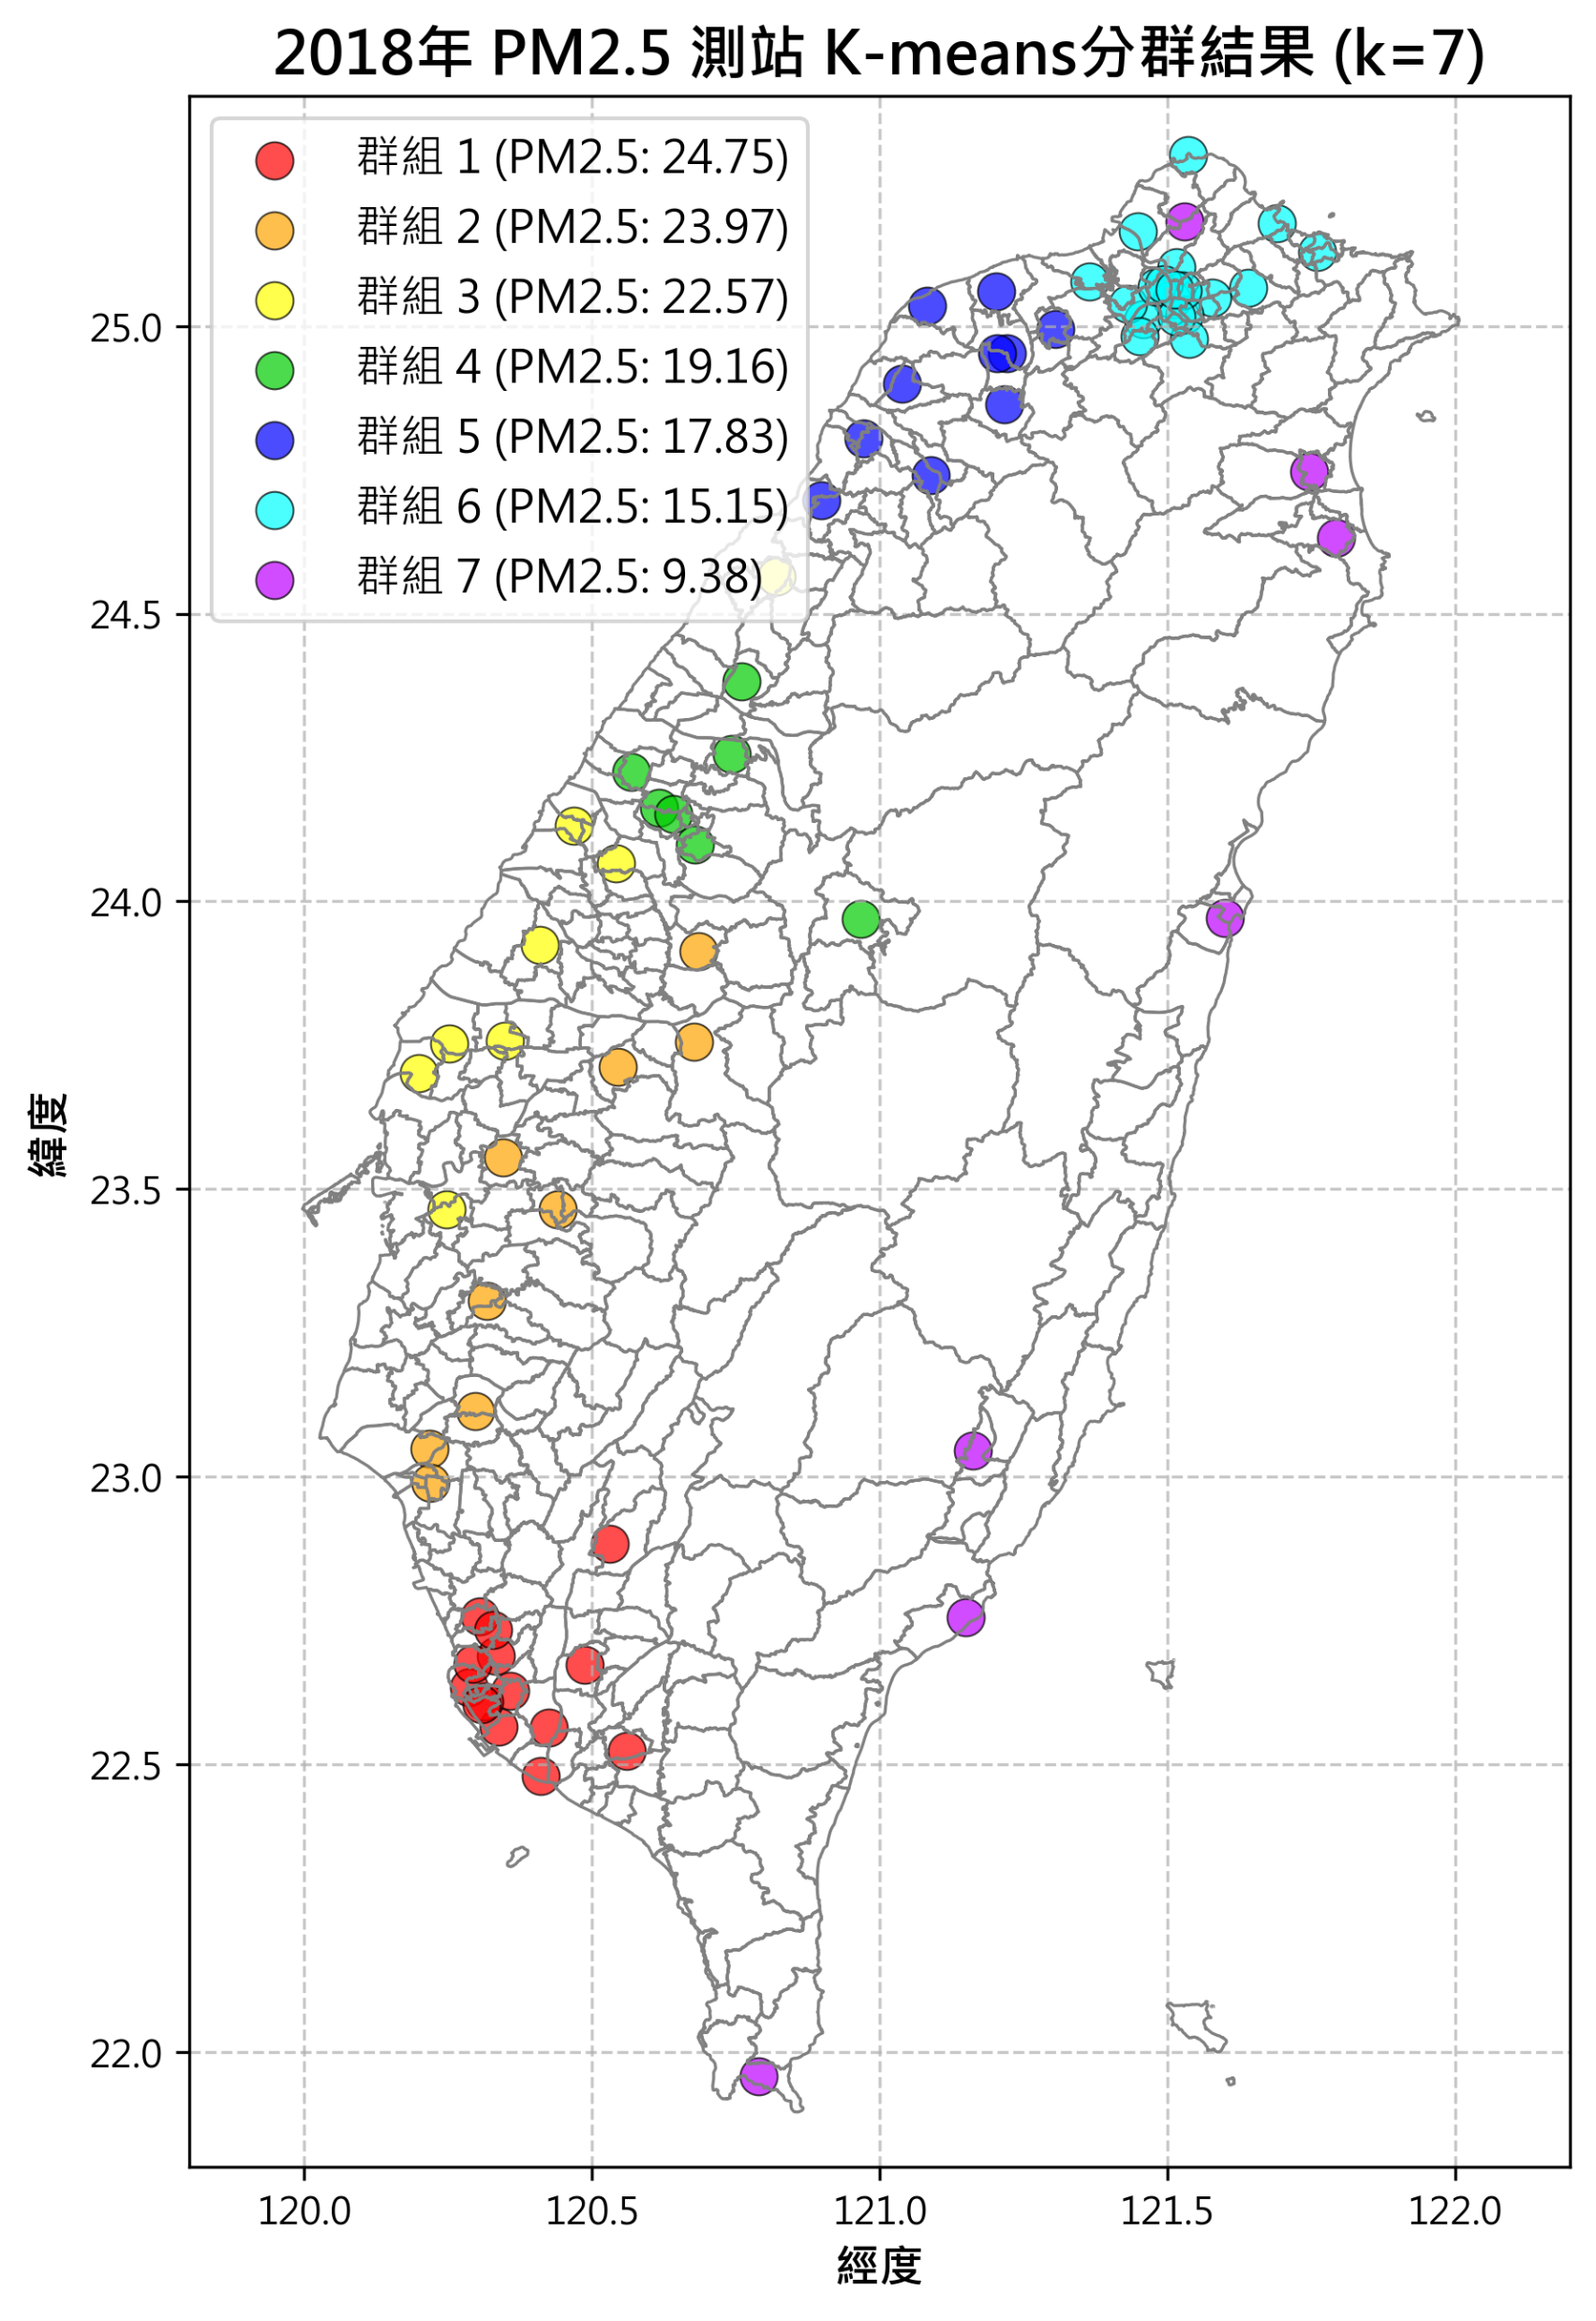 2018年 PM2.5 測站 K-means分群結果 (k=7)
群組 1 (PM2.5: 24.75)
群組 2 (PM2.5: 23.97)
群組 3 (PM2.5: 22.57)
群組 4 (PM2.5: 19.16)
群組 5 (PM2.5: 17.83)
群組 6 (PM2.5: 15.15)
群組 7 (PM2.5: 9.38)
25.0
24.5
24.0
23.5
23.0
22.5
22.0
緯度
120.0 120.5 121.0 121.5 122.0
經度